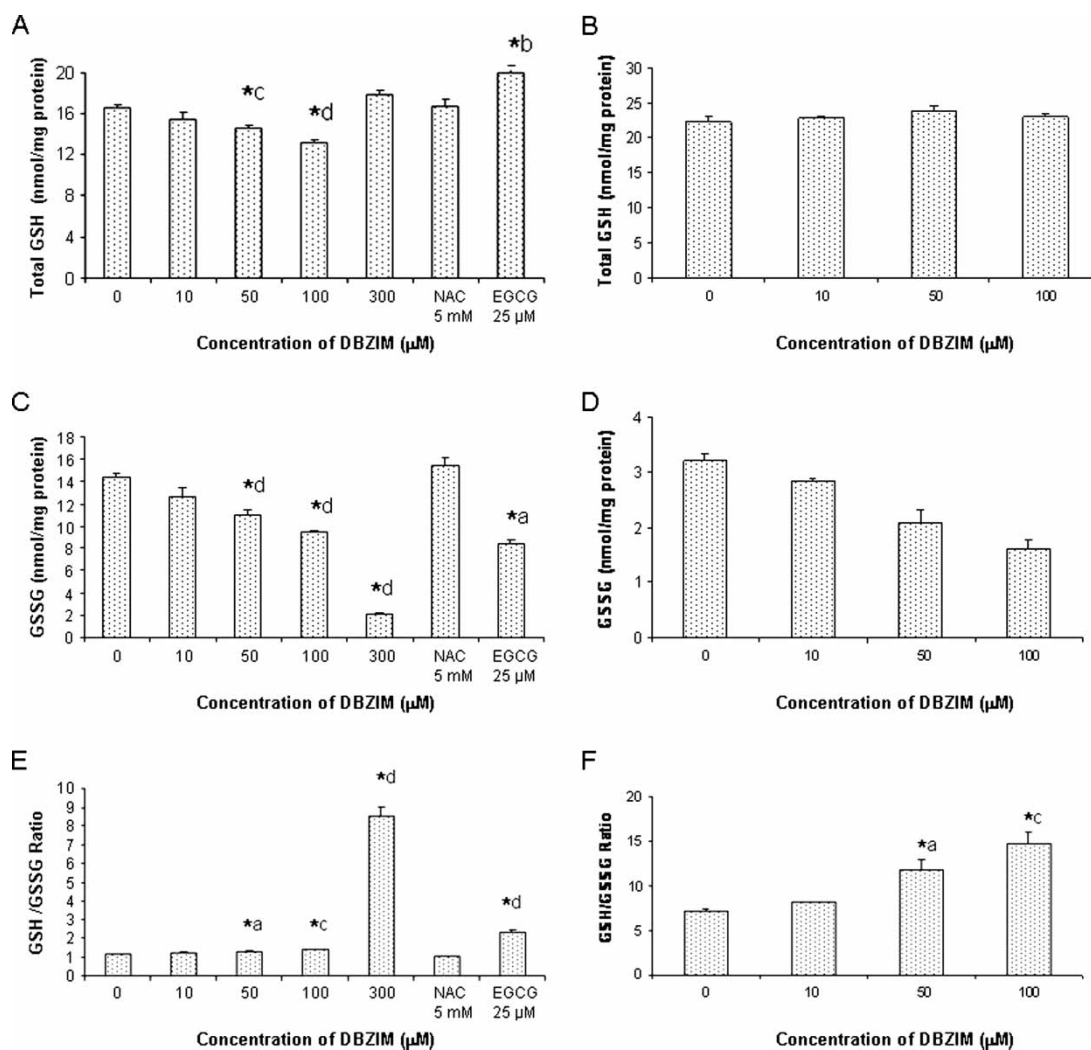 A
Total GSH (nmol/mg protein)
20
16
12
8
4
0
*c
*d
*b
0 10 50 100 300 NAC EGCG
5 mM 25 µM
Concentration of DBZIM (µM)
B
Total GSH (nmol/mg protein)
30
25
20
15
10
5
0
0 10 50 100
Concentration of DBZIM (µM)
C
GSSG (nmol/mg protein)
18
16
14
12
10
8
6
4
2
0
*d
*d
*d
*a
0 10 50 100 300 NAC EGCG
5 mM 25 µM
Concentration of DBZIM (µM)
D
GSSG (nmol/mg protein)
4
3
2
1
0
0 10 50 100
Concentration of DBZIM (µM)
E
GSH /GSSG Ratio
10
9
8
7
6
5
4
3
2
1
0
*a
*c
*d
*d
0 10 50 100 300 NAC EGCG
5 mM 25 µM
Concentration of DBZIM (µM)
F
GSH/GSSG Ratio
20
15
10
5
0
*a
*c
0 10 50 100
Concentration of DBZIM (µM)